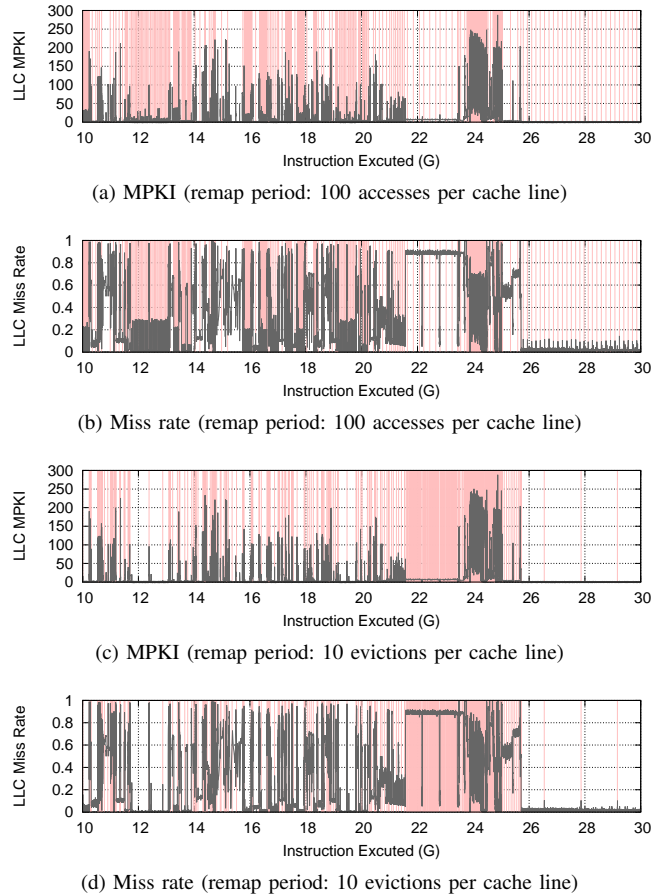 300
250
200
150
100
50
0
LLC MPKI
10 12 14 16 18 20 22 24 26 28 30
Instruction Excuted (G)
(a) MPKI (remap period: 100 accesses per cache line)
1
0.8
0.6
0.4
0.2
0
LLC Miss Rate
10 12 14 16 18 20 22 24 26 28 30
Instruction Excuted (G)
(b) Miss rate (remap period: 100 accesses per cache line)
300
250
200
150
100
50
0
LLC MPKI
10 12 14 16 18 20 22 24 26 28 30
Instruction Excuted (G)
(c) MPKI (remap period: 10 evictions per cache line)
1
0.8
0.6
0.4
0.2
0
LLC Miss Rate
10 12 14 16 18 20 22 24 26 28 30
Instruction Excuted (G)
(d) Miss rate (remap period: 10 evictions per cache line)